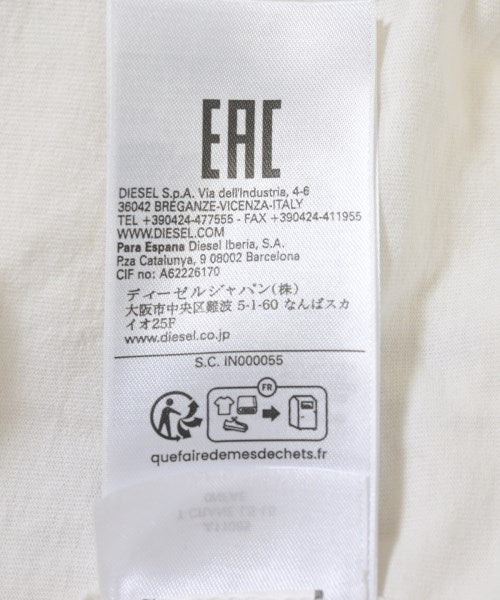 EAC
DIESEL S.p.A. Via dell'Industria, 4-6
36042 BREGANZE-VICENZA-ITALY
TEL +390424-477555 - FAX +390424-411955
WWW.DIESEL.COM
Para Espana Diesel Iberia, S.A.
P.za Catalunya, 9 08002 Barcelona
CIF no: A62226170
ディーゼルジャパン(株)
大阪市中央区難波 5-1-60 なんばスカ
イオ25F
www.diesel.co.jp
S.C. IN000055
FR
quefairedemesdechets.fr